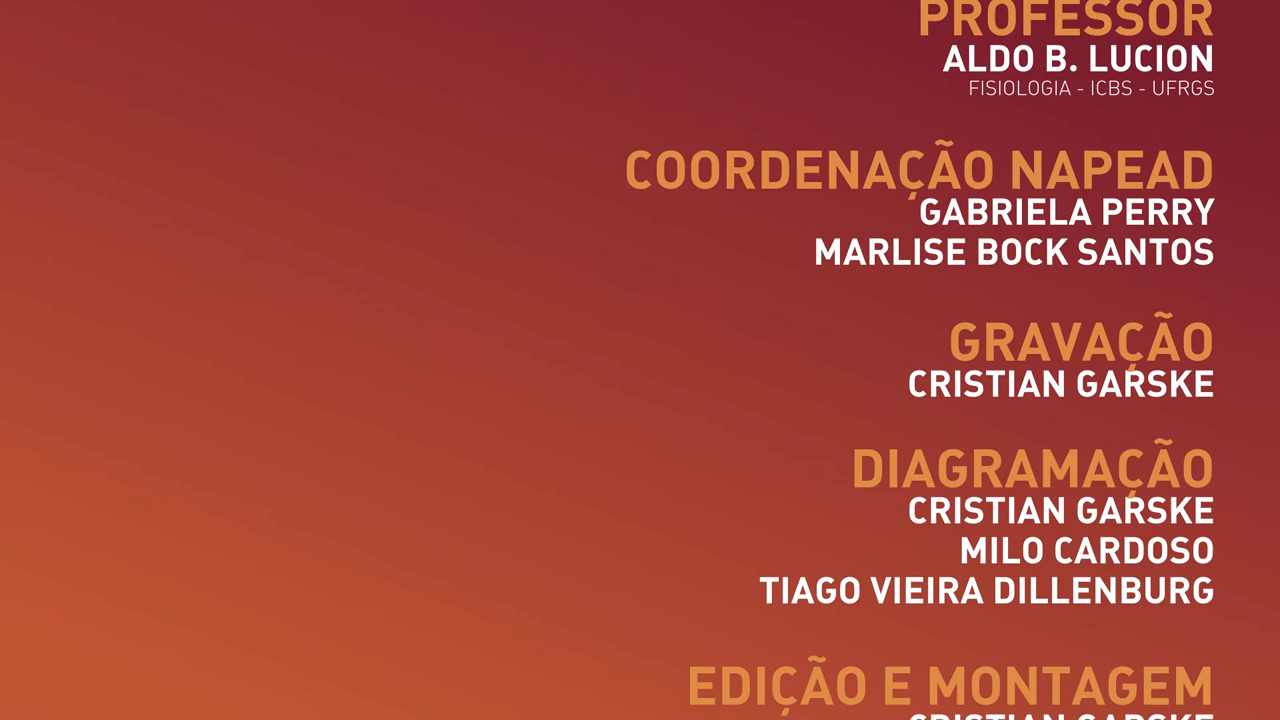 PROFESSOR
ALDO B. LUCION
FISIOLOGIA - ICBS - UFRGS
COORDENAÇÃO NAPEAD
GABRIELA PERRY
MARLISE BOCK SANTOS
GRAVAÇÃO
CRISTIAN GARSKE
DIAGRAMAÇÃO
CRISTIAN GARSKE
MILO CARDOSO
TIAGO VIEIRA DILLENBURG
EDIÇÃO E MONTAGEM